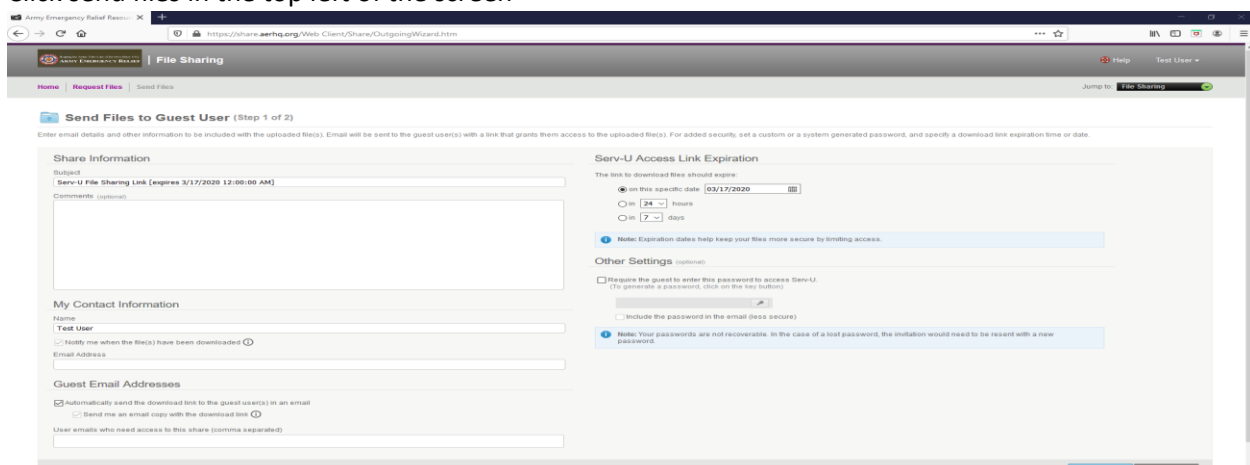 Click send files in the top left of the screen
Army Emergency Relief Resour
https://share.aerhq.org/Web Client/Share/OutgoingWizard.htm
ARMY EMERGENCY RELIEF | File Sharing
Help Test User
Home | Request Files | Send Files
Jump to: File Sharing
Send Files to Guest User (Step 1 of 2)
Enter email details and other information to be included with the uploaded file(s). Email will be sent to the guest user(s) with a link that grants them access to the uploaded file(s). For added security, set a custom or a system generated password, and specify a download link expiration time or date.
Share Information
Subject
Serv-U File Sharing Link [expires 3/17/2020 12:00:00 AM]
Comments (optional)
My Contact Information
Name
Test User
Notify me when the file(s) have been downloaded
Email Address
Guest Email Addresses
Automatically send the download link to the guest user(s) in an email
Send me an email copy with the download link
User emails who need access to this share (comma separated)
Serv-U Access Link Expiration
The link to download files should expire:
on this specific date 03/17/2020
in 24 hours
in 7 days
Note: Expiration dates help keep your files more secure by limiting access.
Other Settings (optional)
Require the guest to enter this password to access Serv-U.
(To generate a password, click on the key button)
Include the password in the email (less secure)
Note: Your passwords are not recoverable. In the case of a lost password, the invitation would need to be resent with a new
password.